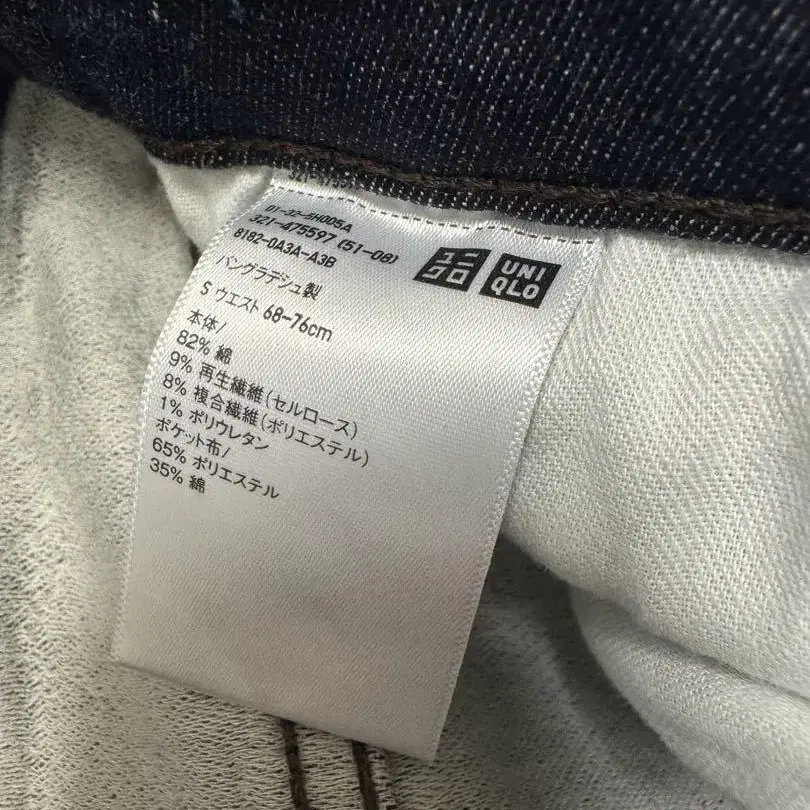 01-32-5H005A
321-475597 (51-08)
8182-0A3A-A3B
ユニクロ
UNIQLO
バングラデシュ製
S ウエスト 68-76cm
本体/
82% 綿
9% 再生繊維(セルロース)
8% 複合繊維(ポリエステル)
1% ポリウレタン
ポケット布/
65% ポリエステル
35% 綿